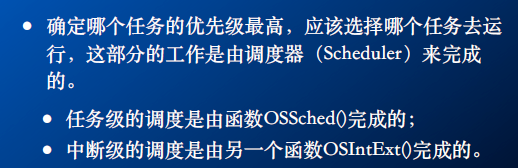 确定哪个任务的优先级最高，应该选择哪个任务去运
行，这部分的工作是由调度器（Scheduler）来完成
的。
任务级的调度是由函数OSSched()完成的；
中断级的调度是由另一个函数OSIntExt()完成的。